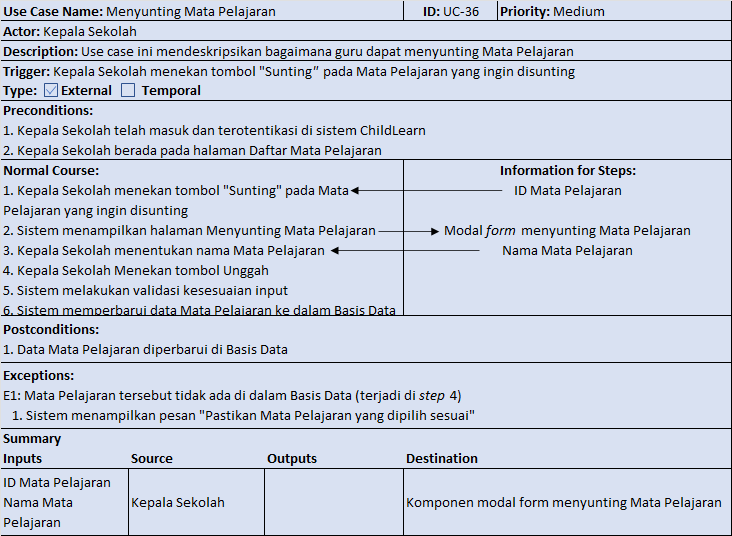 Use Case Name: Menyunting Mata Pelajaran ID: UC-36 Priority: Medium
Actor: Kepala Sekolah
Description: Use case ini mendeskripsikan bagaimana guru dapat menyunting Mata Pelajaran
Trigger: Kepala Sekolah menekan tombol "Sunting" pada Mata Pelajaran yang ingin disunting
Type: External Temporal
Preconditions:
1. Kepala Sekolah telah masuk dan terotentikasi di sistem ChildLearn
2. Kepala Sekolah berada pada halaman Daftar Mata Pelajaran
Normal Course:
1. Kepala Sekolah menekan tombol "Sunting" pada Mata
Pelajaran yang ingin disunting
2. Sistem menampilkan halaman Menyunting Mata Pelajaran
3. Kepala Sekolah menentukan nama Mata Pelajaran
4. Kepala Sekolah Menekan tombol Unggah
5. Sistem melakukan validasi kesesuaian input
6. Sistem memperbarui data Mata Pelajaran ke dalam Basis Data
Information for Steps:
ID Mata Pelajaran
Modal form menyunting Mata Pelajaran
Nama Mata Pelajaran
Postconditions:
1. Data Mata Pelajaran diperbarui di Basis Data
Exceptions:
E1: Mata Pelajaran tersebut tidak ada di dalam Basis Data (terjadi di step 4)
1. Sistem menampilkan pesan "Pastikan Mata Pelajaran yang dipilih sesuai"
Summary
Inputs Source Outputs Destination
ID Mata Pelajaran
Nama Mata
Pelajaran
Kepala Sekolah
Komponen modal form menyunting Mata Pelajaran